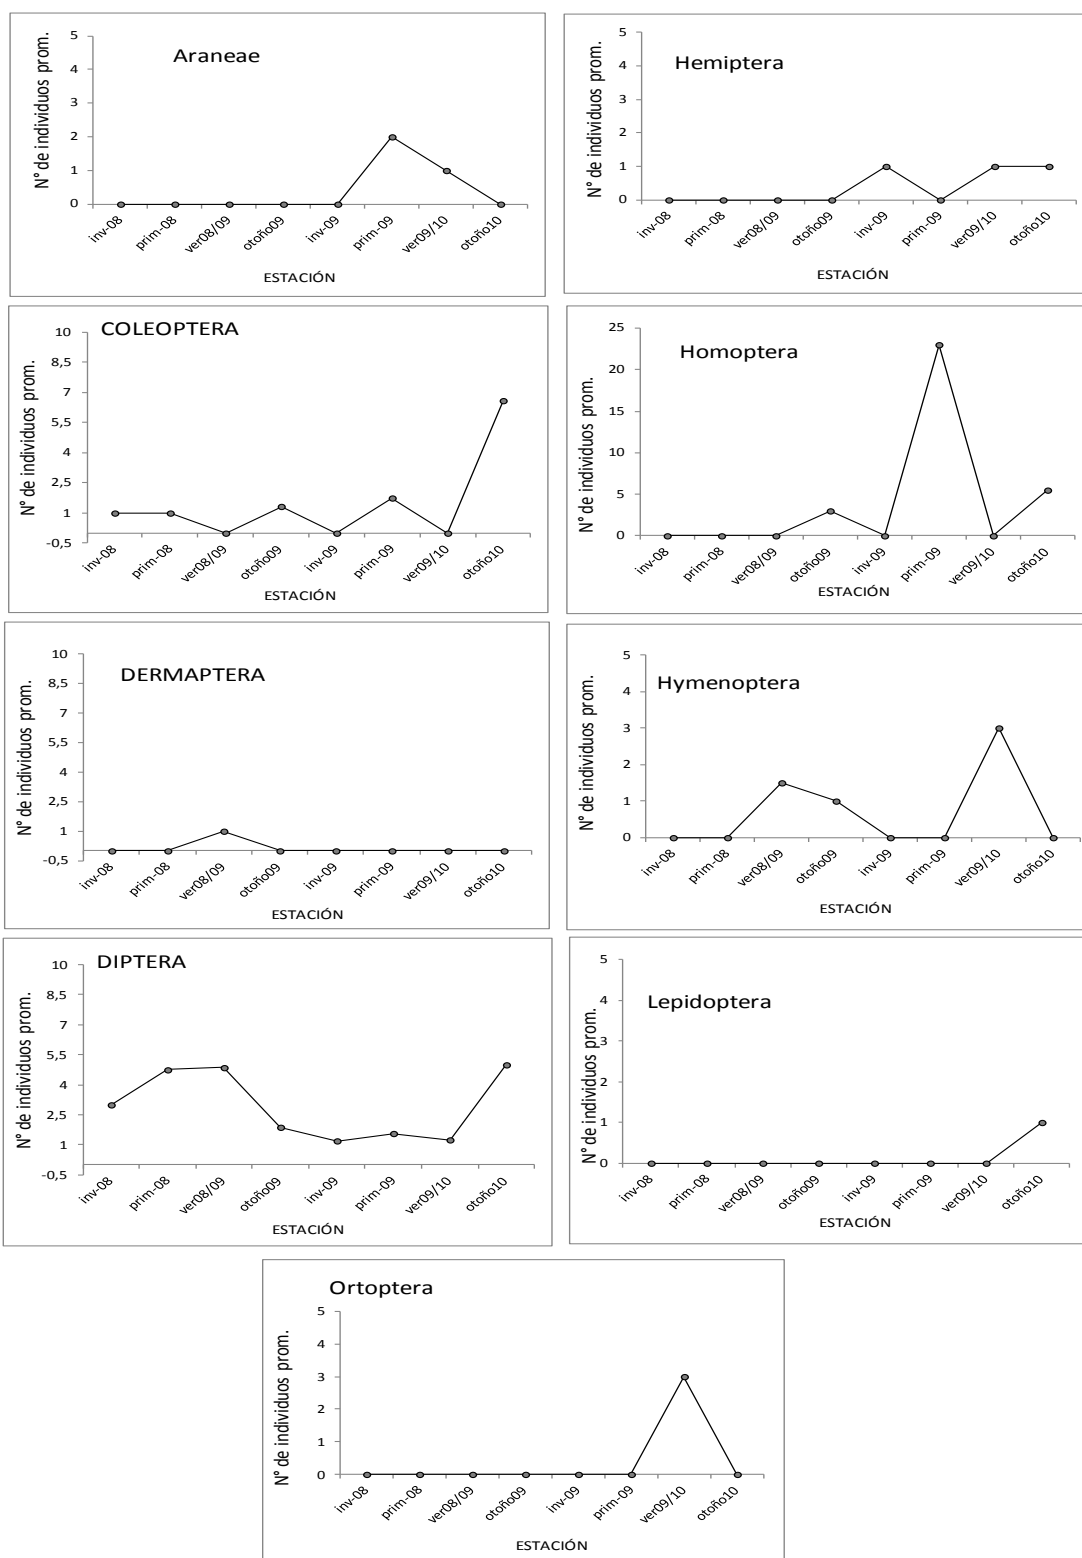 Araneae
N° de individuos prom.
5
4
3
2
1
0
inv-08
prim-08
ver08/09
otoño09
inv-09
prim-09
ver09/10
otoño10
ESTACIÓN
Hemiptera
N° de individuos prom.
5
4
3
2
1
0
inv-08
prim-08
ver08/09
otoño09
inv-09
prim-09
ver09/10
otoño10
ESTACIÓN
COLEOPTERA
N° de individuos prom.
10
8,5
7
5,5
4
2,5
1
-0,5
inv-08
prim-08
ver08/09
otoño09
inv-09
prim-09
ver09/10
otoño10
ESTACIÓN
Homoptera
N° de individuos prom.
25
20
15
10
5
0
inv-08
prim-08
ver08/09
otoño09
inv-09
prim-09
ver09/10
otoño10
ESTACIÓN
DERMAPTERA
N° de individuos prom.
10
8,5
7
5,5
4
2,5
1
-0,5
inv-08
prim-08
ver08/09
otoño09
inv-09
prim-09
ver09/10
otoño10
ESTACIÓN
Hymenoptera
N° de individuos prom.
5
4
3
2
1
0
inv-08
prim-08
ver08/09
otoño09
inv-09
prim-09
ver09/10
otoño10
ESTACIÓN
DIPTERA
N° de individuos prom.
10
8,5
7
5,5
4
2,5
1
-0,5
inv-08
prim-08
ver08/09
otoño09
inv-09
prim-09
ver09/10
otoño10
ESTACIÓN
Lepidoptera
N° de individuos prom.
5
4
3
2
1
0
inv-08
prim-08
ver08/09
otoño09
inv-09
prim-09
ver09/10
otoño10
ESTACIÓN
Ortoptera
N° de individuos prom.
5
4
3
2
1
0
inv-08
prim-08
ver08/09
otoño09
inv-09
prim-09
ver09/10
otoño10
ESTACIÓN